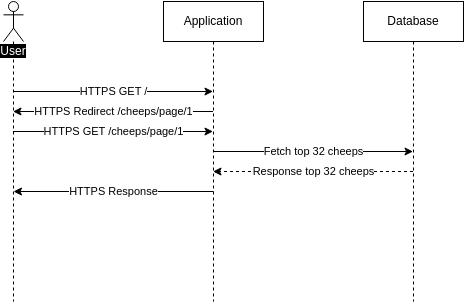 User
Application
Database
HTTPS GET /
HTTPS Redirect /cheeps/page/1
HTTPS GET /cheeps/page/1
Fetch top 32 cheeps
Response top 32 cheeps
HTTPS Response